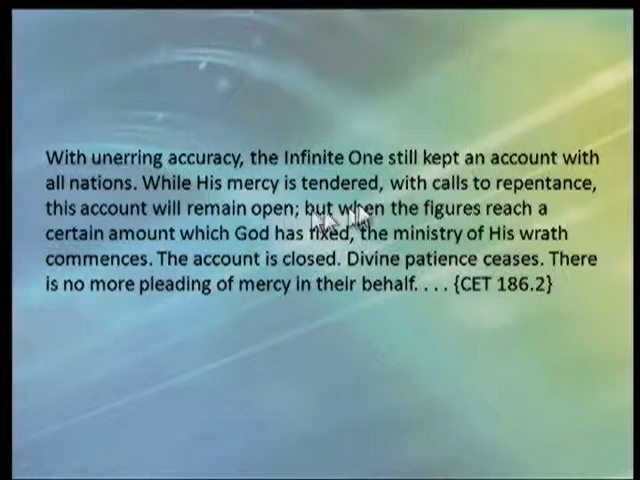 With unerring accuracy, the Infinite One still kept an account with
all nations. While His mercy is tendered, with calls to repentance,
this account will remain open; but when the figures reach a
certain amount which God has fixed, the ministry of His wrath
commences. The account is closed. Divine patience ceases. There
is no more pleading of mercy in their behalf. . . . {CET 186.2}